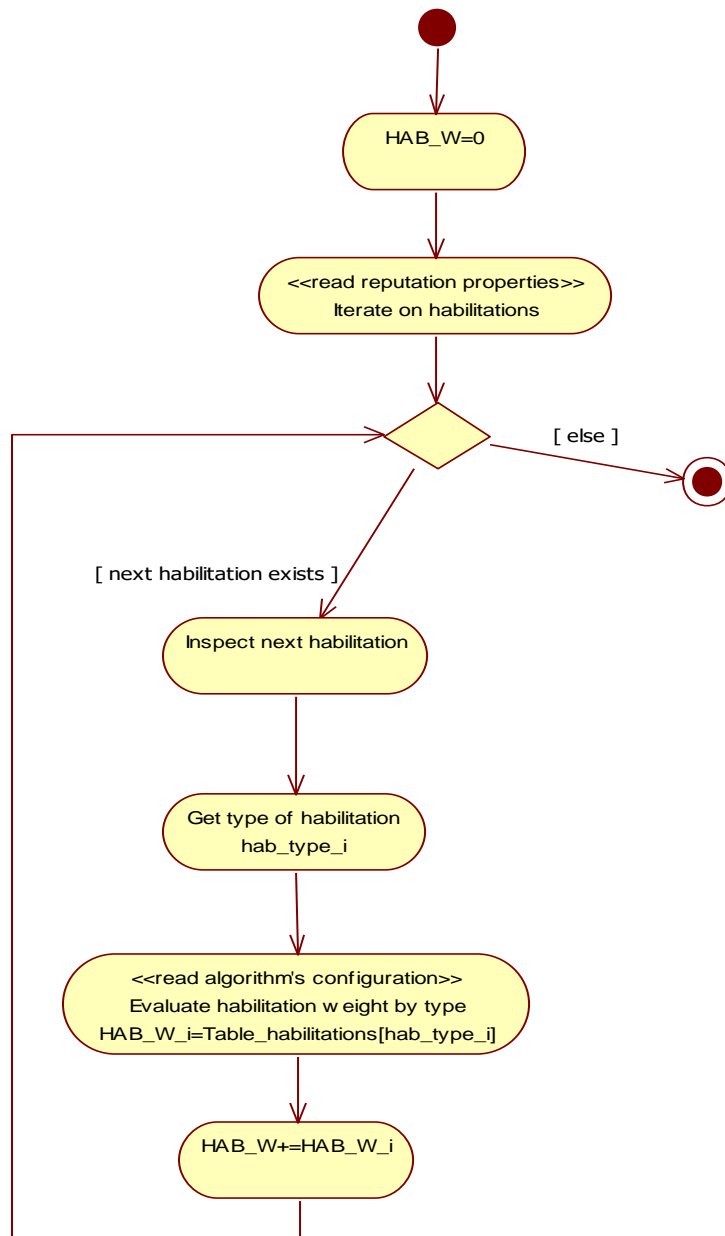 HAB_W=0
<<read reputation properties>>
Iterate on habilitations
[ else ]
[ next habilitation exists ]
Inspect next habilitation
Get type of habilitation
hab_type_i
<<read algorithm's configuration>>
Evaluate habilitation weight by type
HAB_W_i=Table_habilitations[hab_type_i]
HAB_W+=HAB_W_i